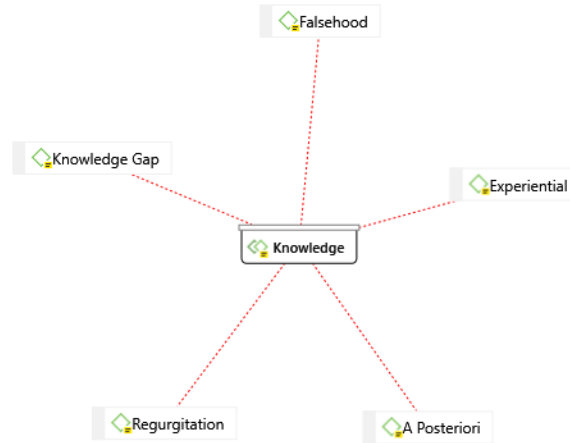 Falsehood
Knowledge Gap
Experiential
Knowledge
Regurgitation
A Posteriori